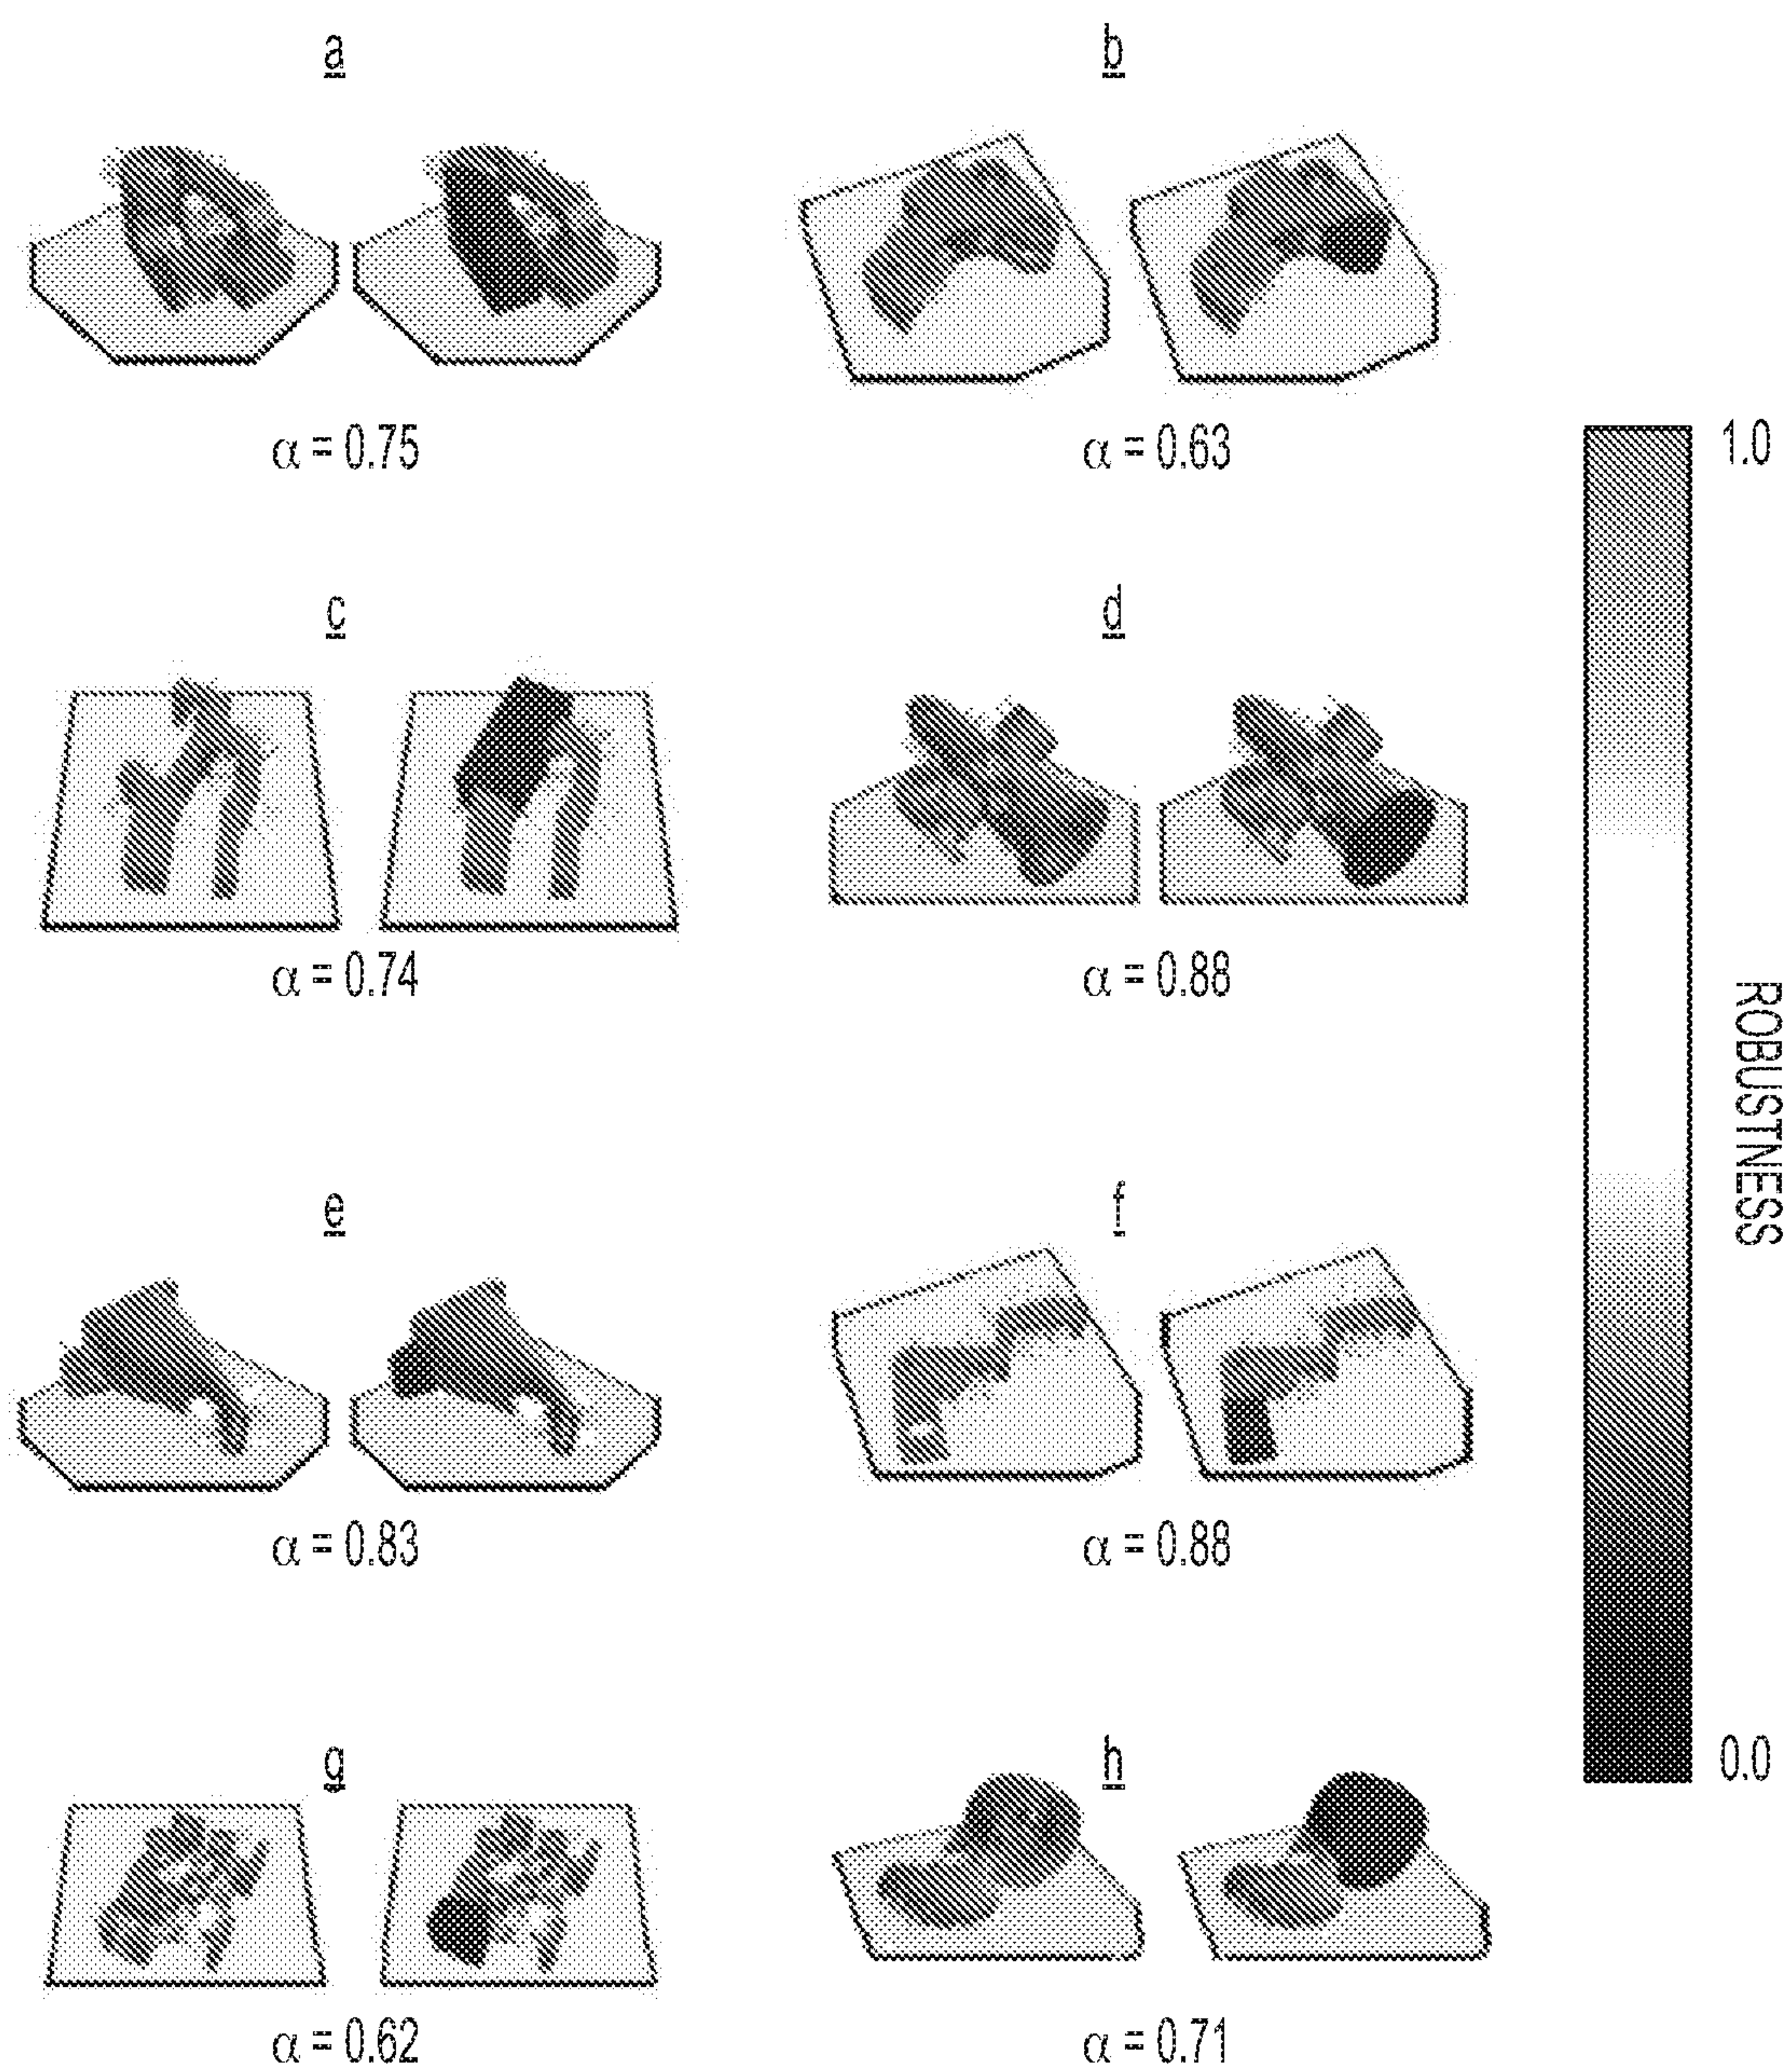 a
b
α = 0.75
α = 0.63
1.0
c
d
α = 0.74
α = 0.88
ROBUSTNESS
e
f
α = 0.83
α = 0.88
g
h
0.0
α = 0.62
α = 0.71